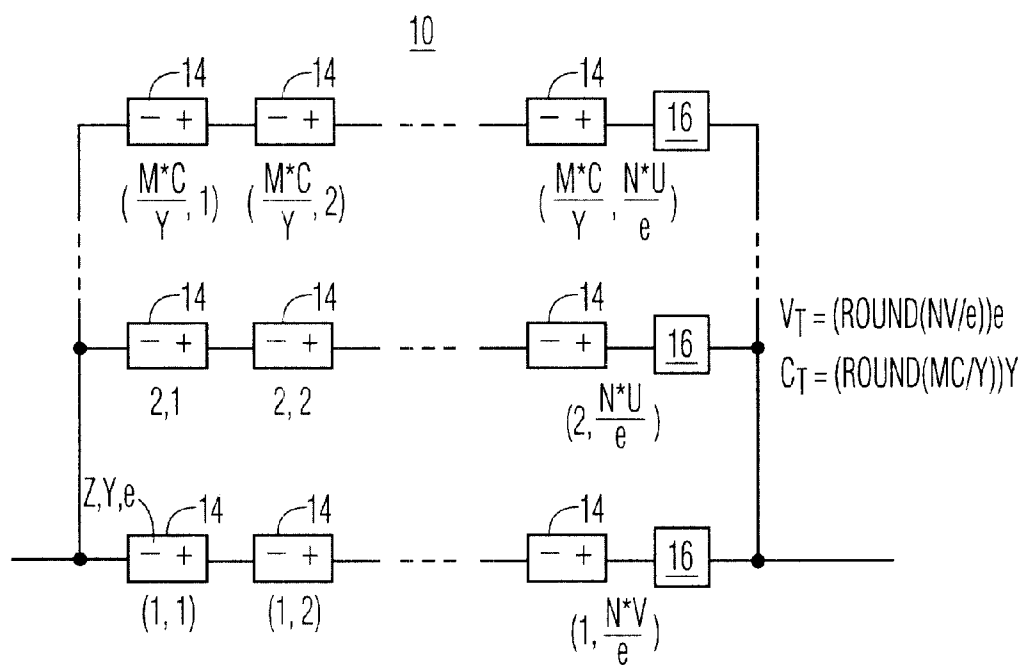 10
14 14 14
− + − + − + 16
(M*C/Y, 1) (M*C/Y, 2) (M*C/Y, N*U/e)
14 14 14
− + − + − + 16
2,1 2, 2 (2, N*U/e)
V_T = (ROUND(NV/e))e
C_T = (ROUND(MC/Y))Y
Z,Y,e 14 14 14
− + − + − + 16
(1, 1) (1, 2) (1, N*V/e)